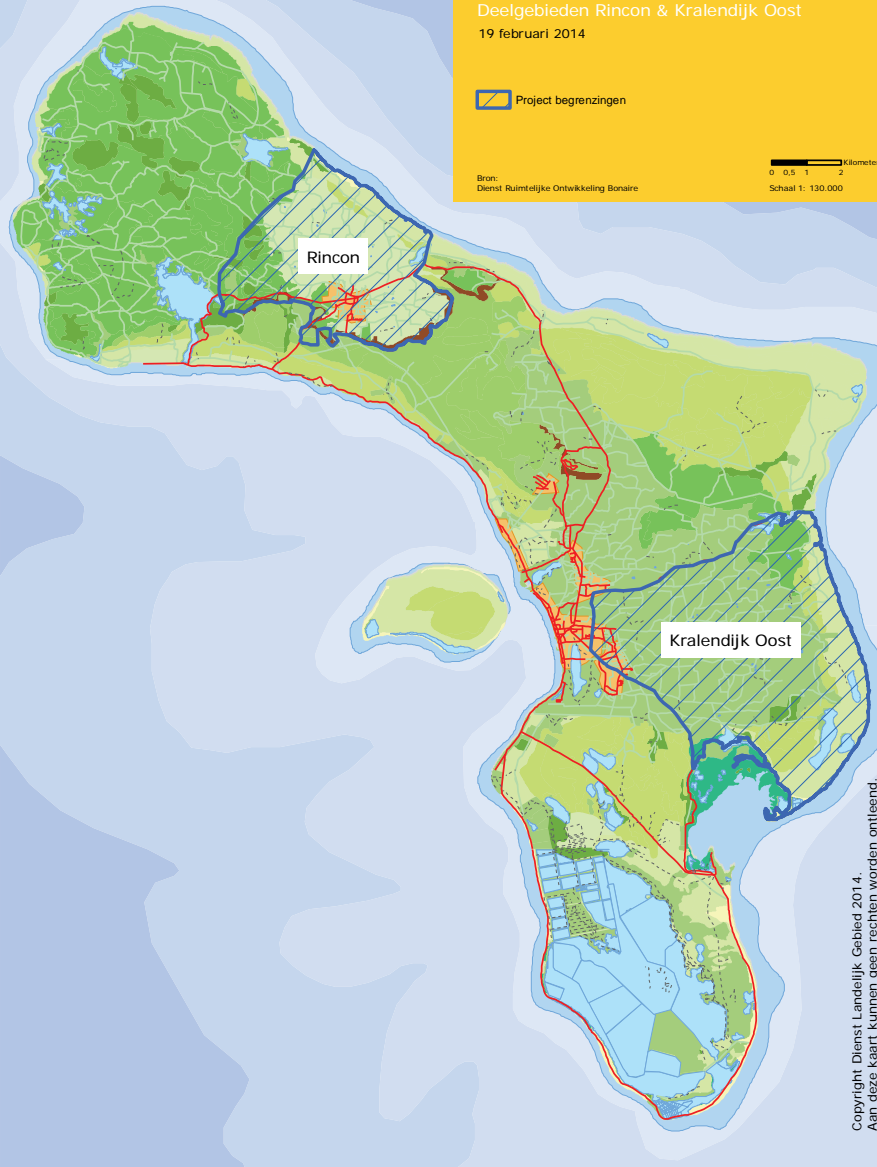 Deelgebieden Rincon & Kralendijk Oost
19 februari 2014
Project begrenzingen
Kilometer
0 0,5 1 2
Bron:
Dienst Ruimtelijke Ontwikkeling Bonaire
Schaal 1: 130.000
Rincon
Kralendijk Oost
Copyright Dienst Landelijk Gebied 2014.
Aan deze kaart kunnen geen rechten worden ontleend.